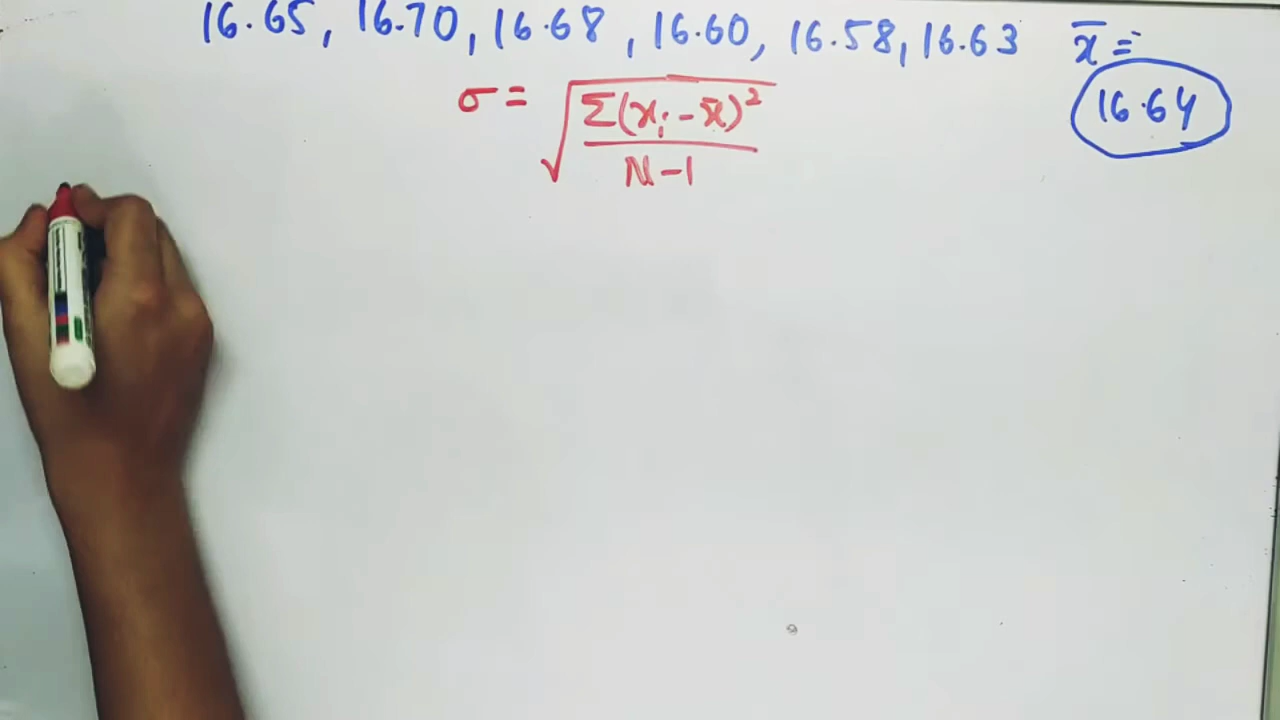 16.65, 16.70, 16.68, 16.60, 16.58, 16.63 x̄ =
16.64
σ = √(Σ(xᵢ - x̄)² / N-1)